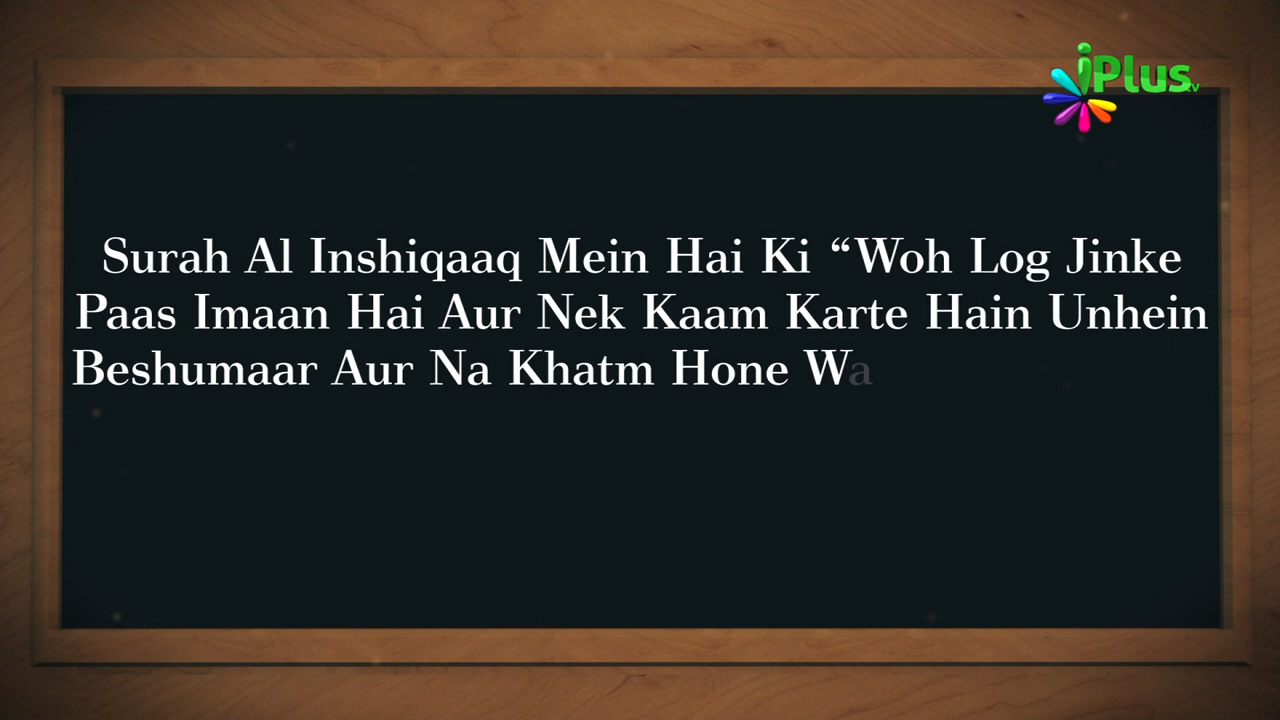 iPlus tv
Surah Al Inshiqaaq Mein Hai Ki “Woh Log Jinke
Paas Imaan Hai Aur Nek Kaam Karte Hain Unhein
Beshumaar Aur Na Khatm Hone Wa